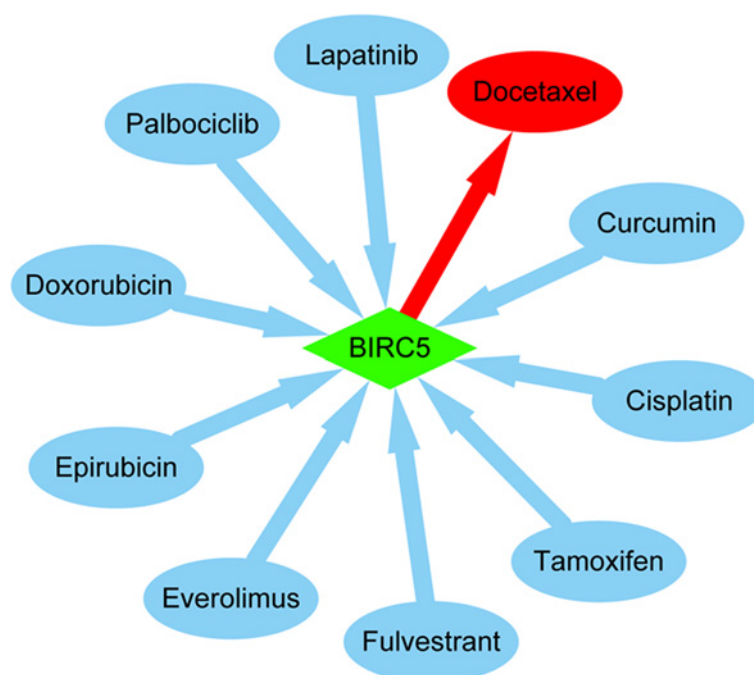 Lapatinib
Docetaxel
Palbociclib
Curcumin
Doxorubicin
BIRC5
Cisplatin
Epirubicin
Tamoxifen
Everolimus
Fulvestrant